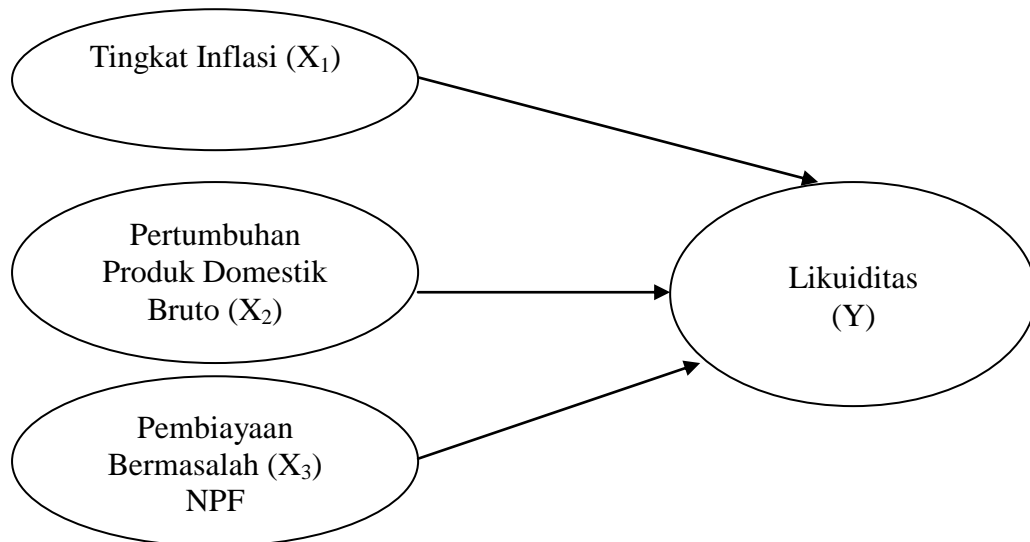 Tingkat Inflasi (X₁)
Pertumbuhan
Produk Domestik
Bruto (X₂)
Likuiditas
(Y)
Pembiayaan
Bermasalah (X₃)
NPF